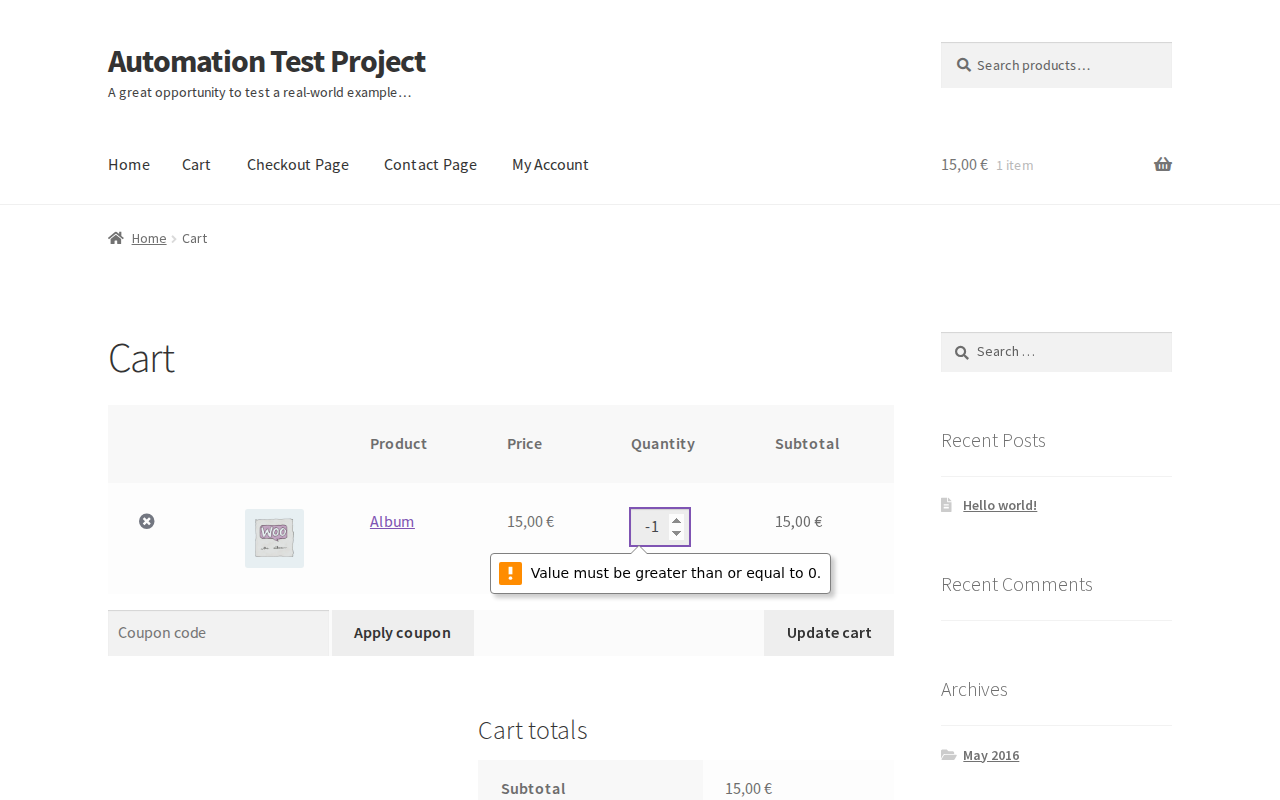 Automation Test Project
A great opportunity to test a real-world example…
Search products…
Home
Cart
Checkout Page
Contact Page
My Account
15,00 €
1 item
Home
Cart
Cart
Product
Price
Quantity
Subtotal
WOO
Album
15,00 €
-1
15,00 €
Value must be greater than or equal to 0.
Coupon code
Apply coupon
Update cart
Cart totals
Subtotal
15,00 €
Search …
Recent Posts
Hello world!
Recent Comments
Archives
May 2016